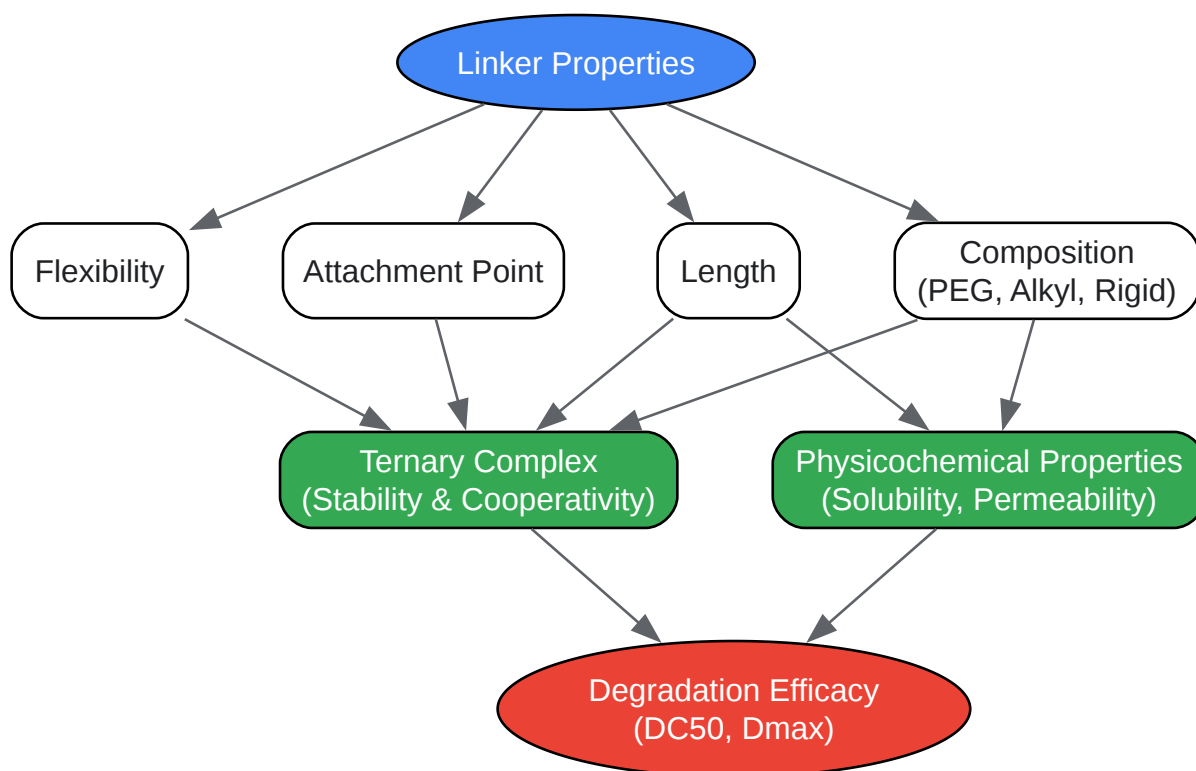 Linker Properties
Flexibility
Attachment Point
Length
Composition
(PEG, Alkyl, Rigid)
Ternary Complex
(Stability & Cooperativity)
Physicochemical Properties
(Solubility, Permeability)
Degradation Efficacy
(DC50, Dmax)